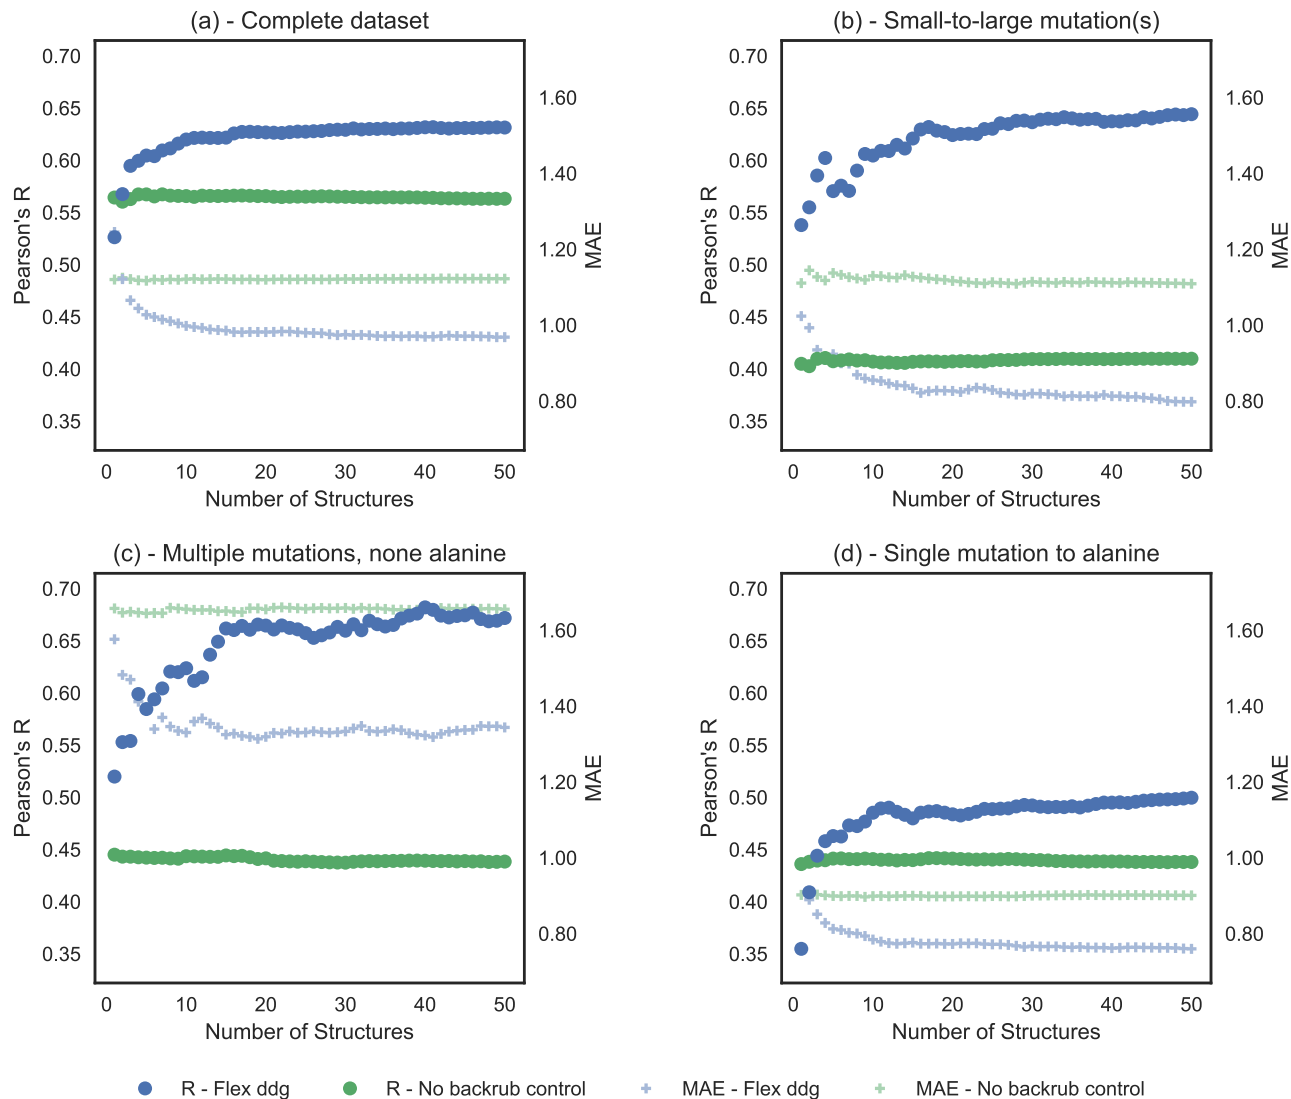 (a) - Complete dataset
0.70
0.65
0.60
0.55
0.50
0.45
0.40
0.35
Pearson's R
1.60
1.40
1.20
1.00
0.80
MAE
0 10 20 30 40 50
Number of Structures
(b) - Small-to-large mutation(s)
0.70
0.65
0.60
0.55
0.50
0.45
0.40
0.35
Pearson's R
1.60
1.40
1.20
1.00
0.80
MAE
0 10 20 30 40 50
Number of Structures
(c) - Multiple mutations, none alanine
0.70
0.65
0.60
0.55
0.50
0.45
0.40
0.35
Pearson's R
1.60
1.40
1.20
1.00
0.80
MAE
0 10 20 30 40 50
Number of Structures
(d) - Single mutation to alanine
0.70
0.65
0.60
0.55
0.50
0.45
0.40
0.35
Pearson's R
1.60
1.40
1.20
1.00
0.80
MAE
0 10 20 30 40 50
Number of Structures
R - Flex ddg R - No backrub control MAE - Flex ddg MAE - No backrub control